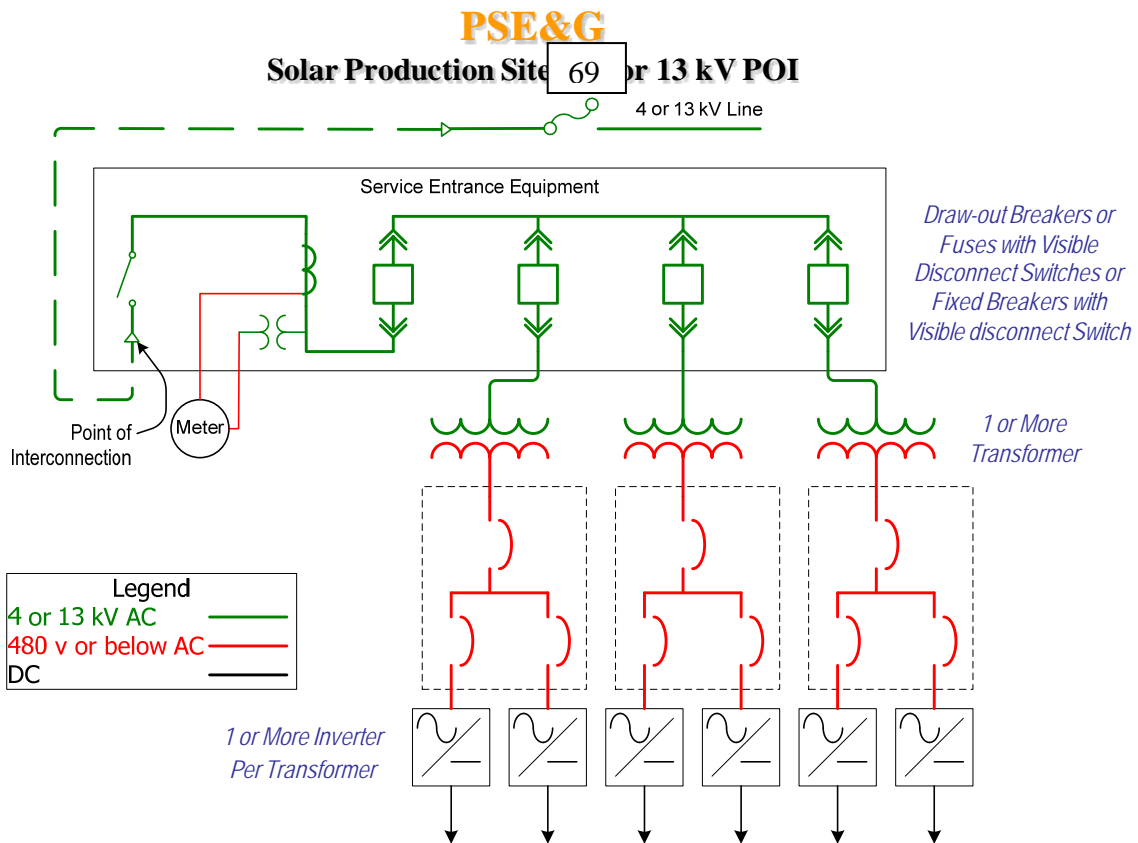 PSE&G
Solar Production Site
69
or 13 kV POI
4 or 13 kV Line
Service Entrance Equipment
Draw-out Breakers or
Fuses with Visible
Disconnect Switches or
Fixed Breakers with
Visible disconnect Switch
Meter
Point of
Interconnection
1 or More
Transformer
Legend
4 or 13 kV AC
480 v or below AC
DC
1 or More Inverter
Per Transformer